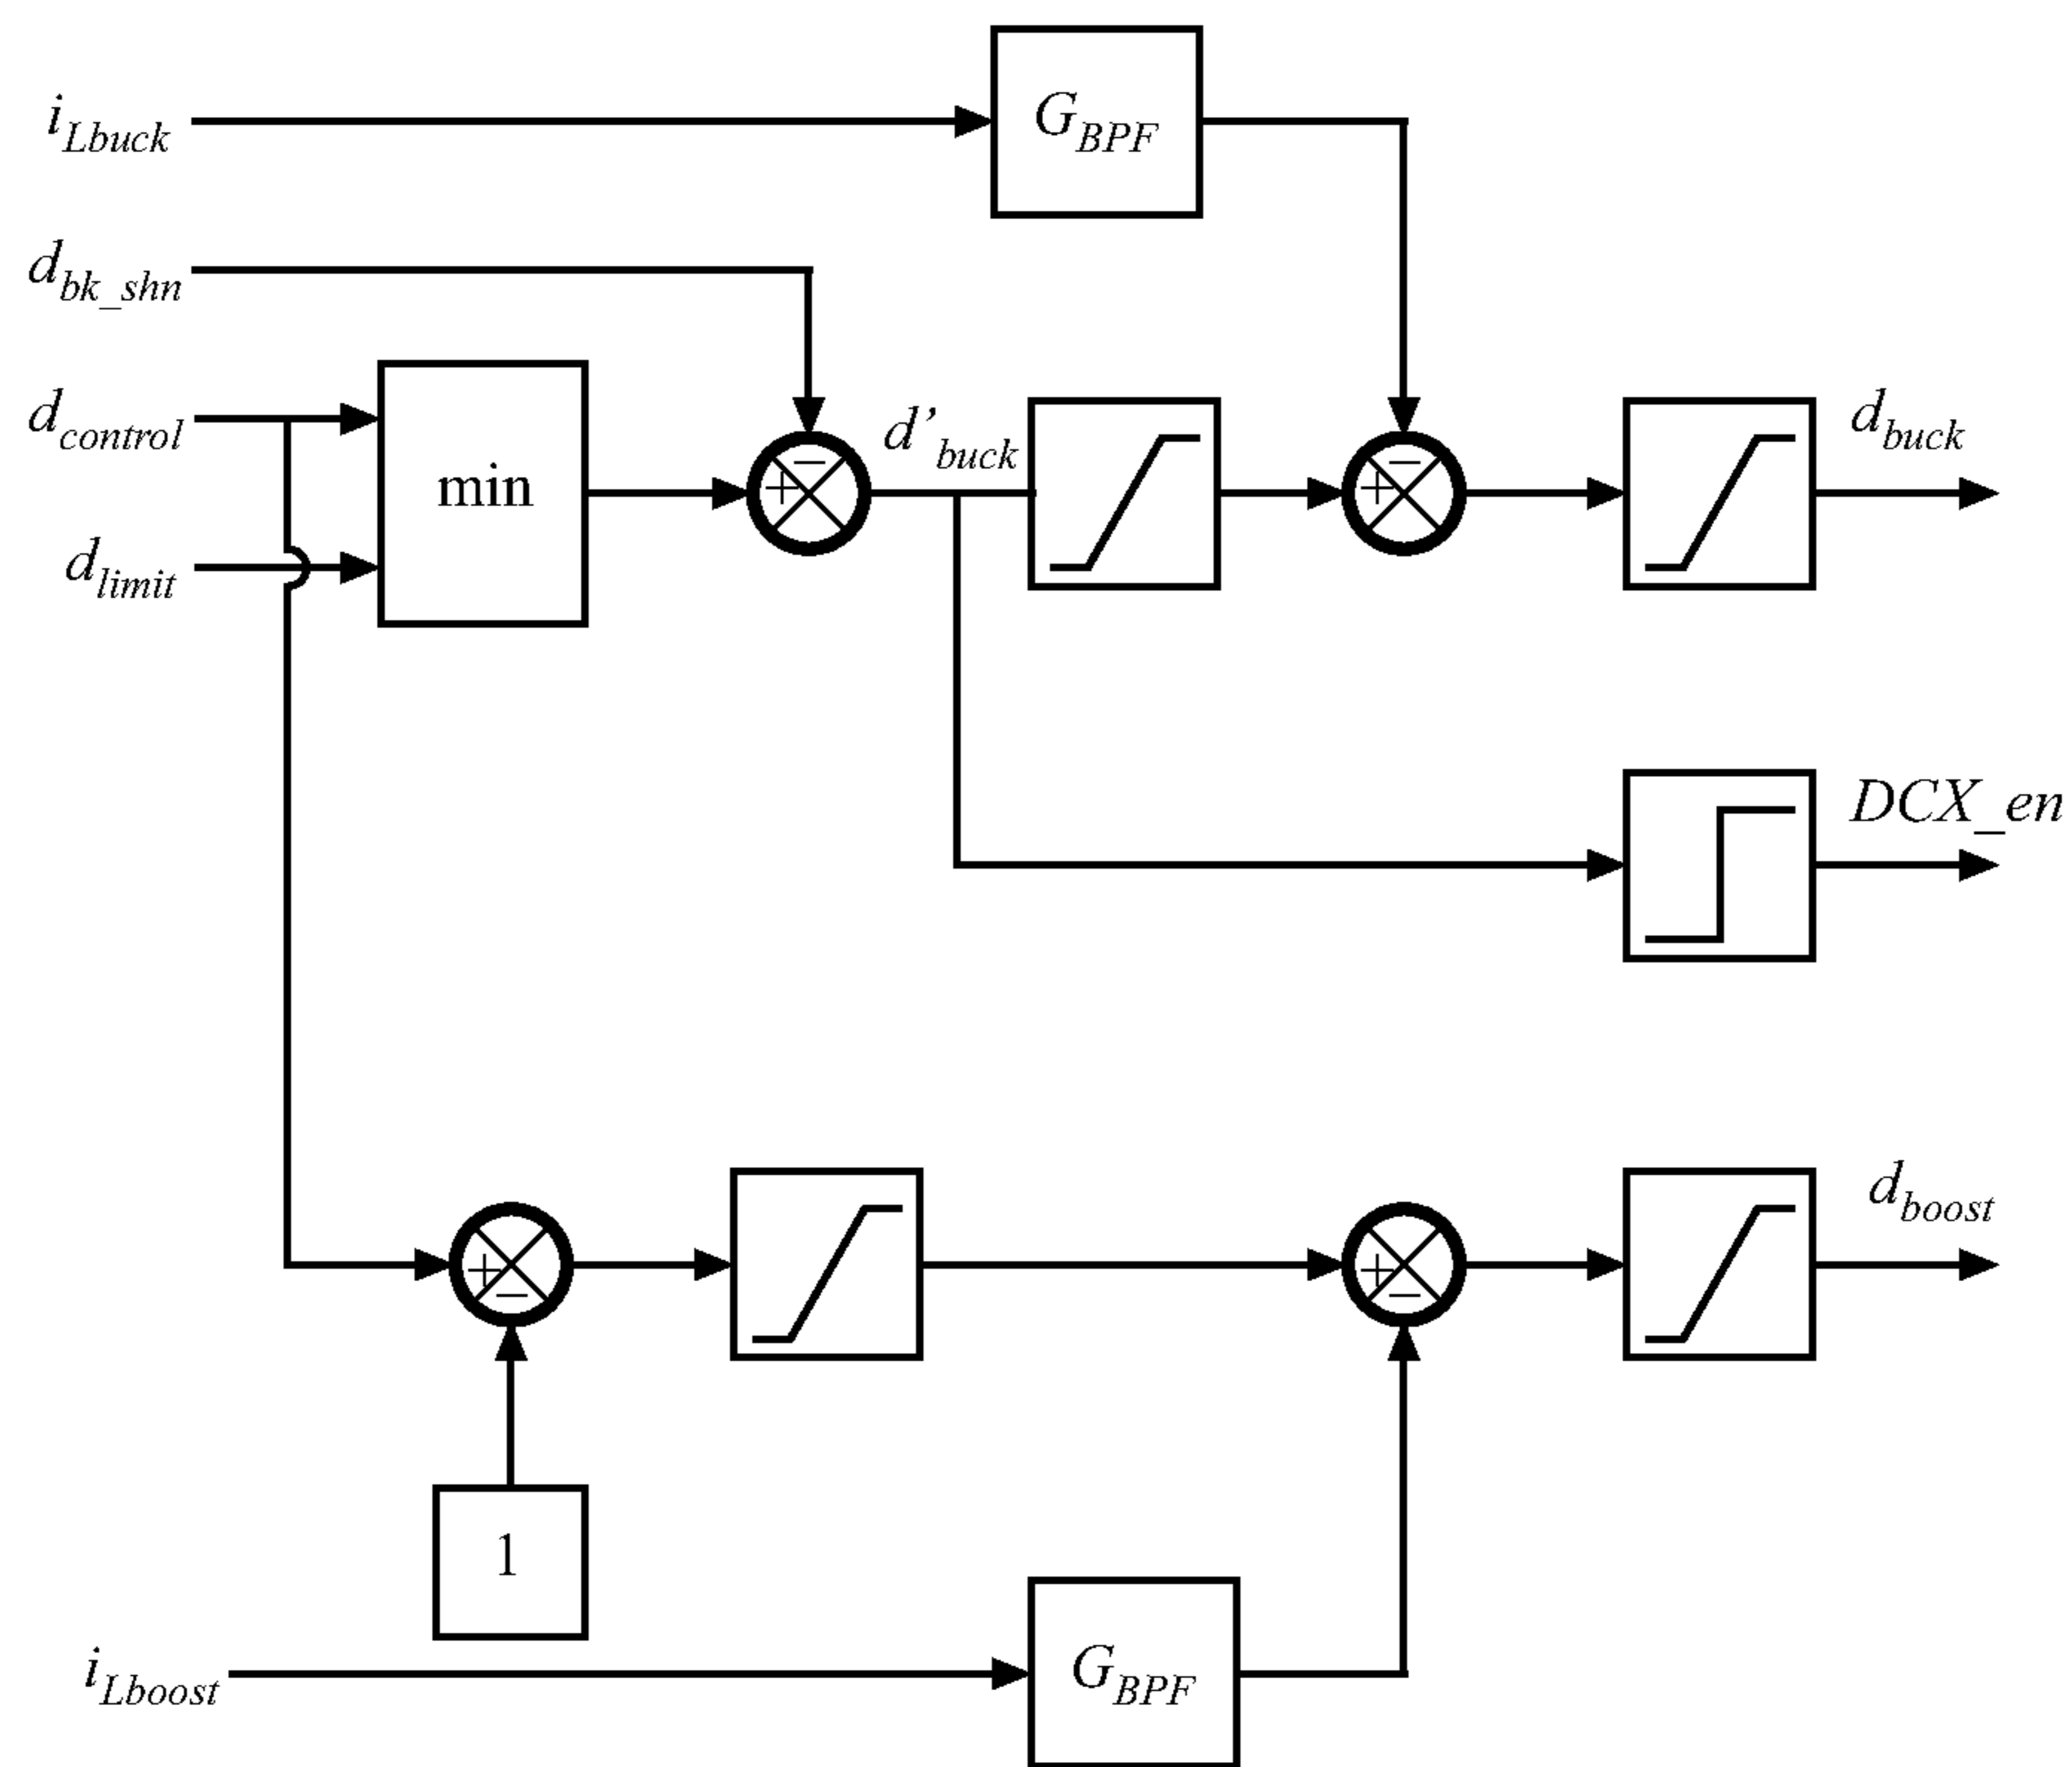 i_Lbuck
G_BPF
d_bk_shn
d_control
min
d'_buck
d_buck
d_limit
DCX_en
d_boost
1
i_Lboost
G_BPF